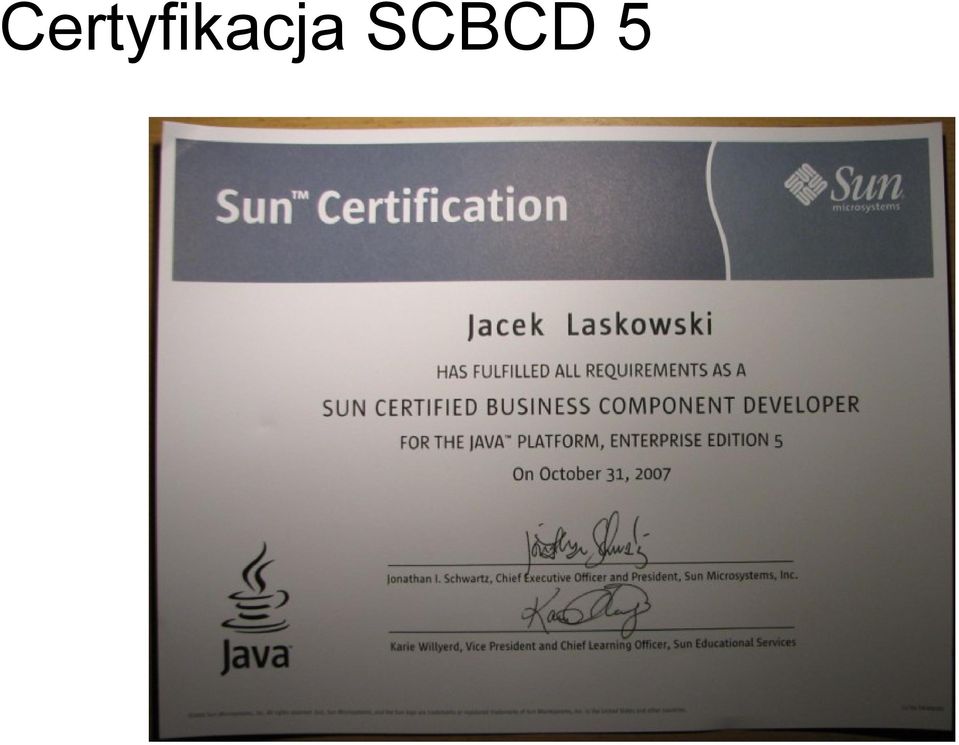 Certyfikacja SCBCD 5
Sun™ Certification
Sun
microsystems
Jacek Laskowski
HAS FULFILLED ALL REQUIREMENTS AS A
SUN CERTIFIED BUSINESS COMPONENT DEVELOPER
FOR THE JAVA™ PLATFORM, ENTERPRISE EDITION 5
On October 31, 2007
Jonathan I. Schwartz, Chief Executive Officer and President, Sun Microsystems, Inc.
Karie Willyerd, Vice President and Chief Learning Officer, Sun Educational Services
Java